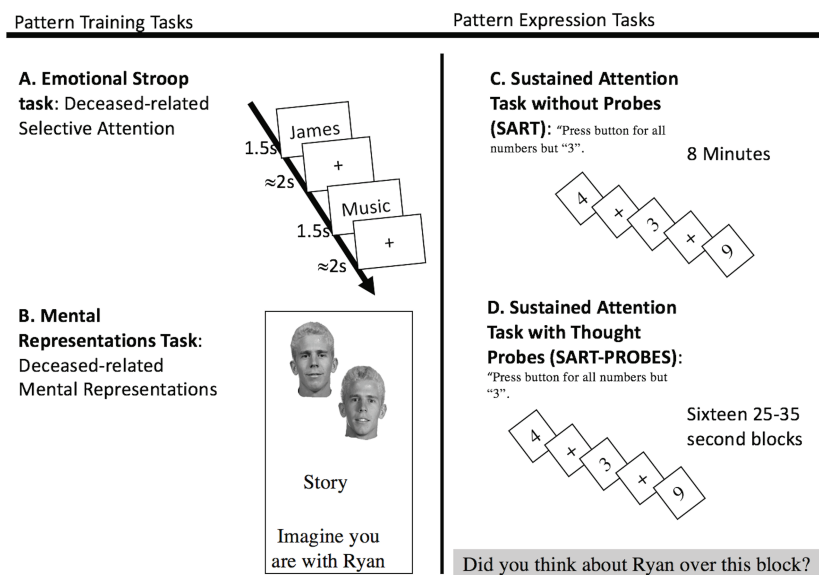 Pattern Training Tasks
Pattern Expression Tasks
A. Emotional Stroop
task: Deceased-related
Selective Attention
James
1.5s
+
≈2s
Music
1.5s
+
≈2s
B. Mental
Representations Task:
Deceased-related
Mental Representations
Story
Imagine you
are with Ryan
C. Sustained Attention
Task without Probes
(SART): “Press button for all
numbers but “3”.
8 Minutes
4
+
3
+
9
D. Sustained Attention
Task with Thought
Probes (SART-PROBES):
“Press button for all numbers but
“3”.
Sixteen 25-35
second blocks
4
+
3
+
9
Did you think about Ryan over this block?